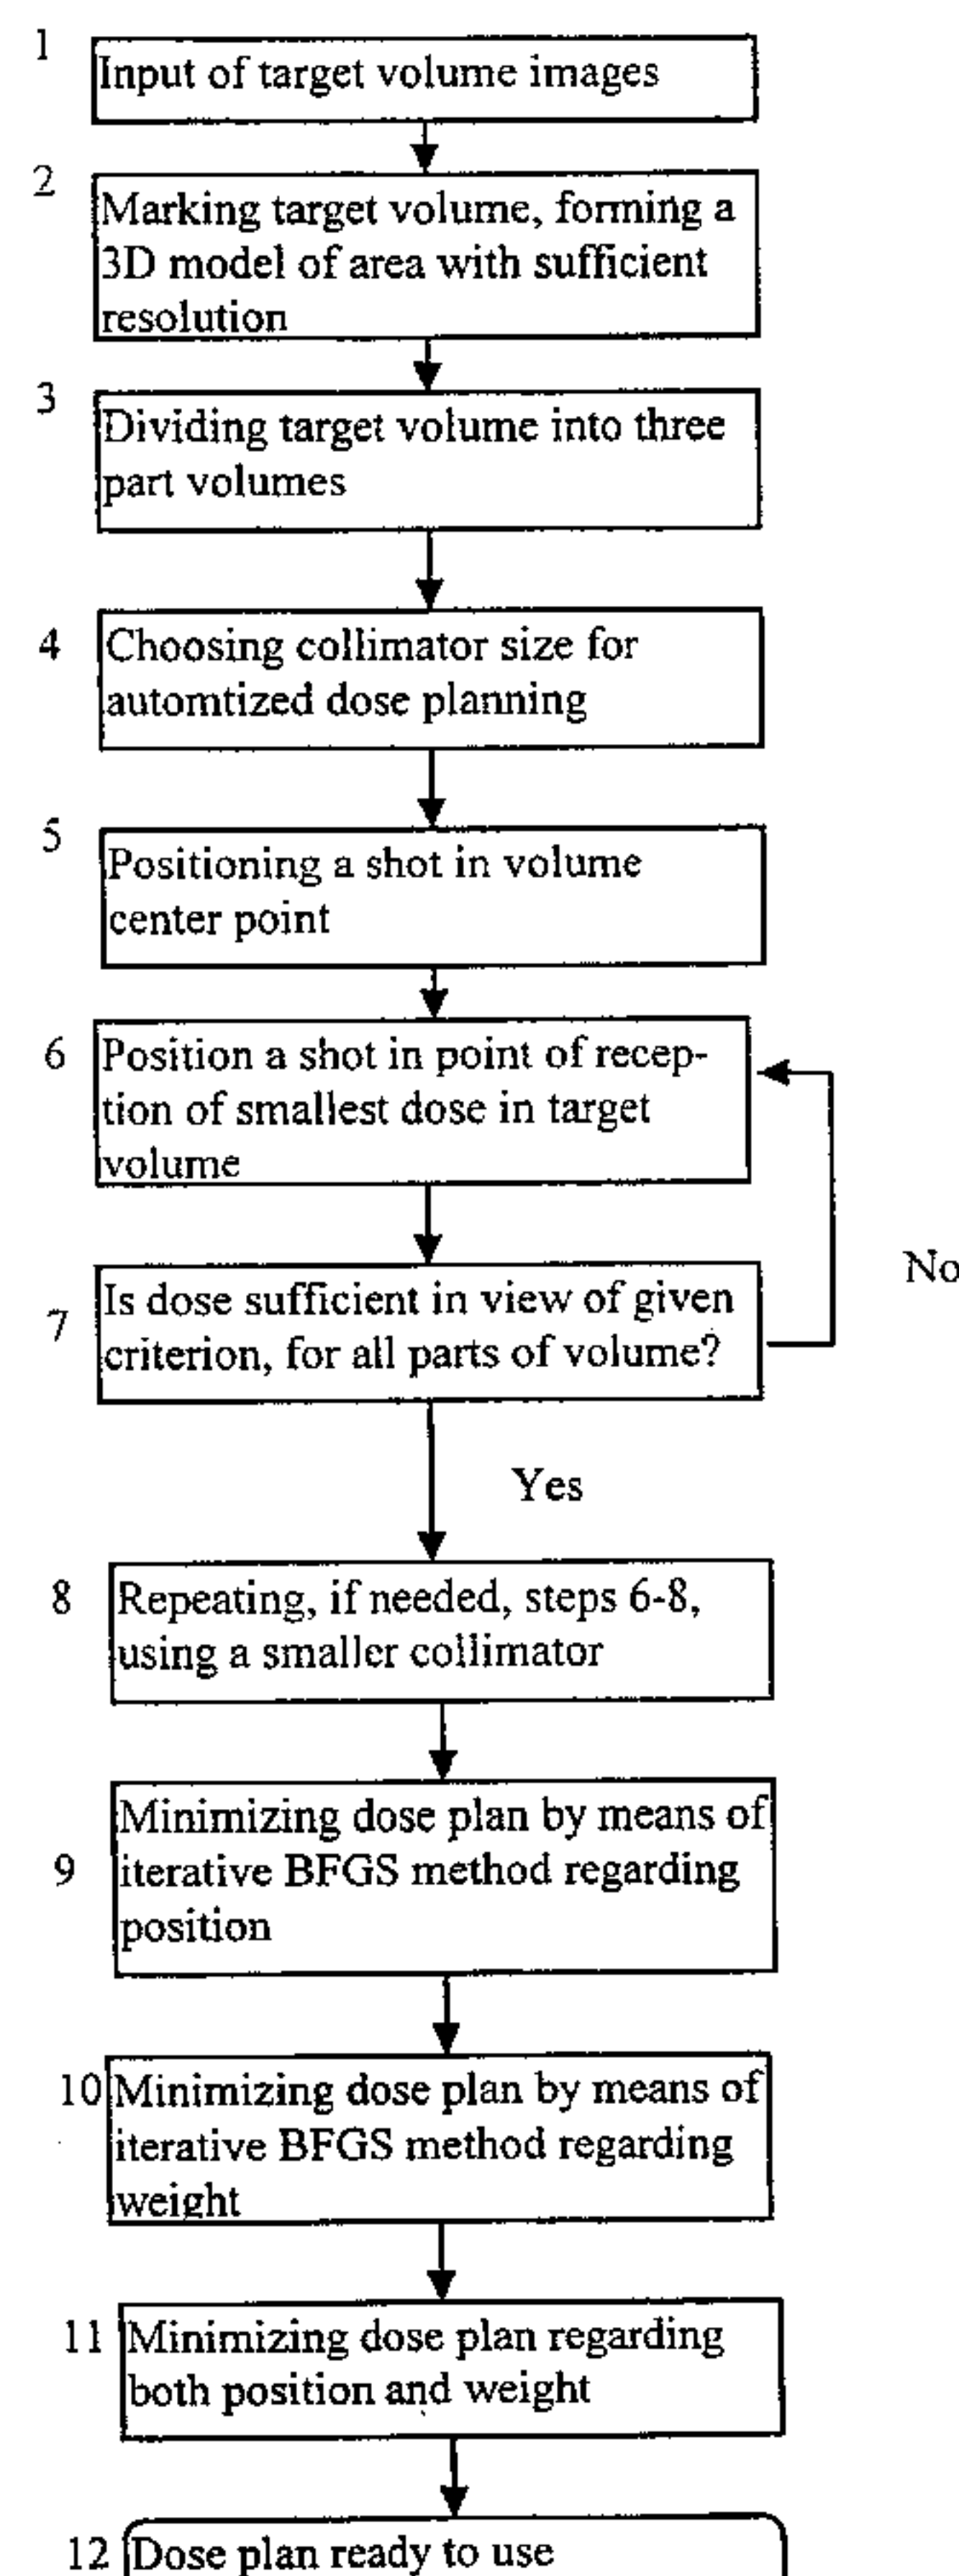 1
Input of target volume images
2
Marking target volume, forming a
3D model of area with sufficient
resolution
3
Dividing target volume into three
part volumes
4
Choosing collimator size for
automtized dose planning
5
Positioning a shot in volume
center point
6
Position a shot in point of recep-
tion of smallest dose in target
volume
No
7
Is dose sufficient in view of given
criterion, for all parts of volume?
Yes
8
Repeating, if needed, steps 6-8,
using a smaller collimator
9
Minimizing dose plan by means of
iterative BFGS method regarding
position
10
Minimizing dose plan by means of
iterative BFGS method regarding
weight
11
Minimizing dose plan regarding
both position and weight
12
Dose plan ready to use